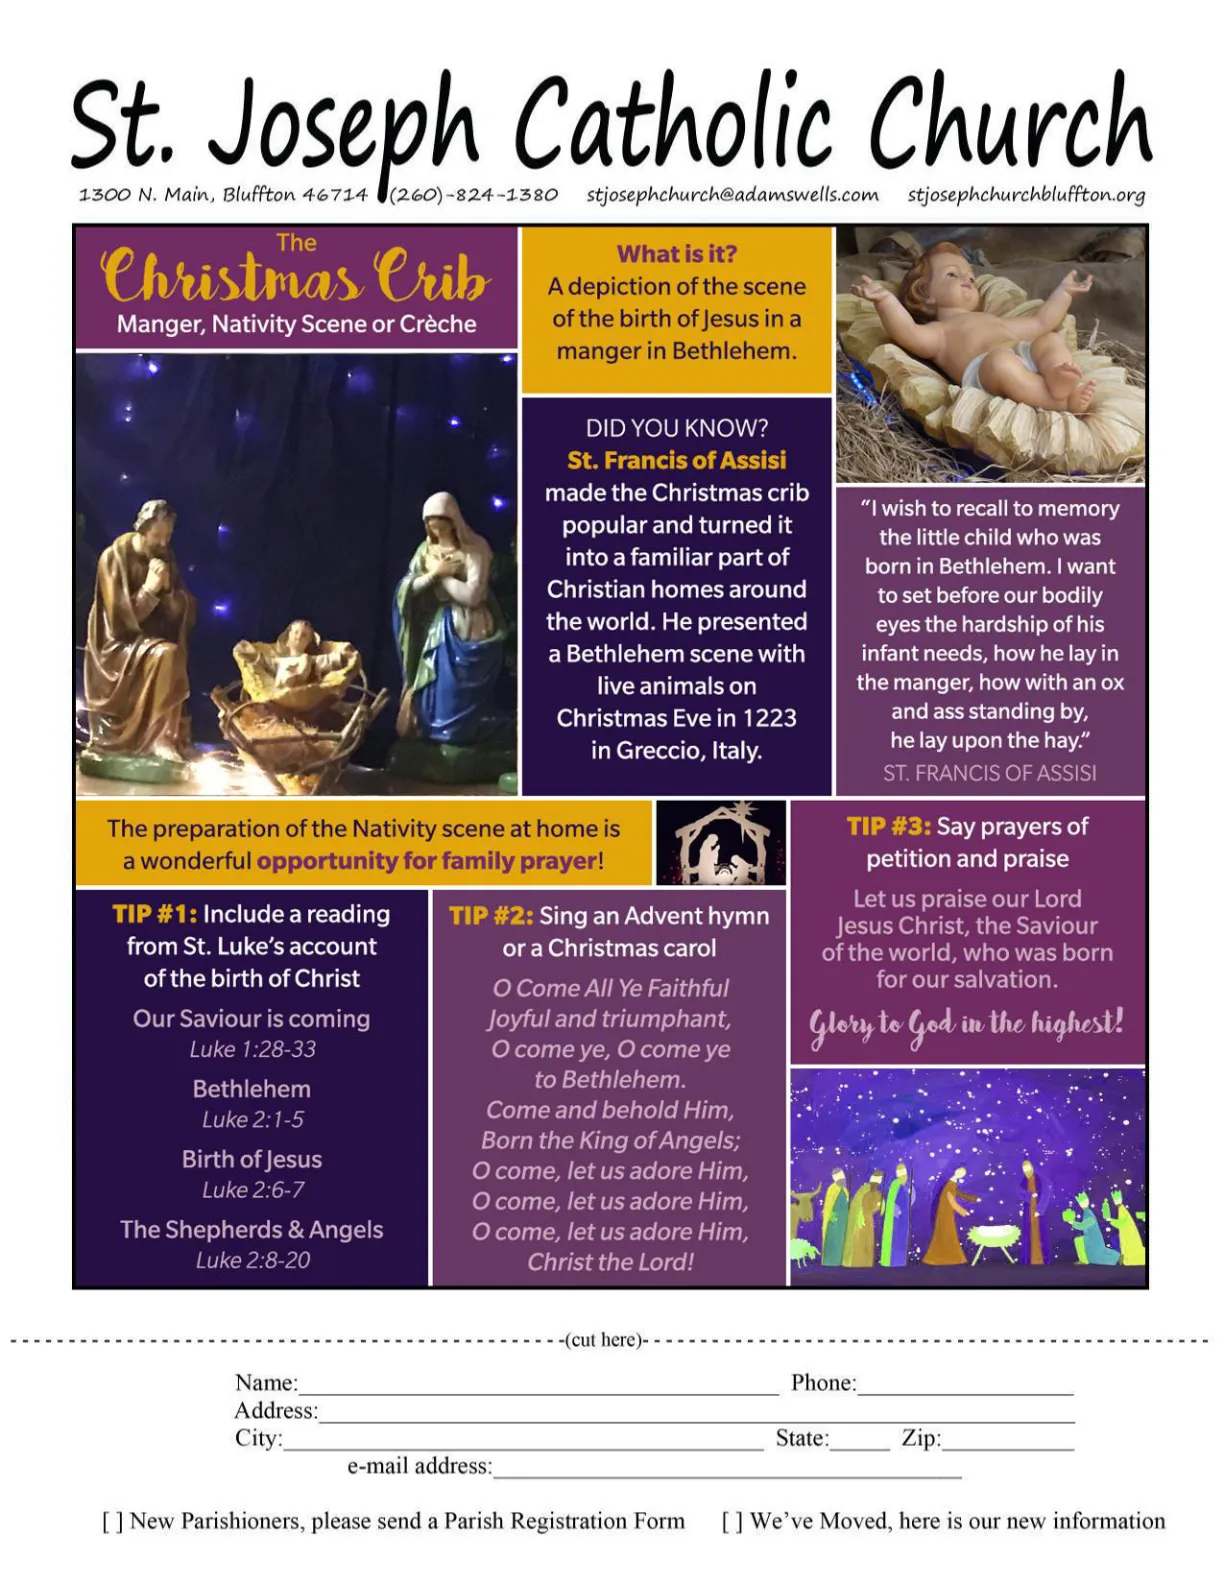 St. Joseph Catholic Church
1300 N. Main, Bluffton 46714 (260)-824-1380 stjosephchurch@adamswells.com stjosephchurchbluffton.org
The
Christmas Crib
Manger, Nativity Scene or Crèche
What is it?
A depiction of the scene
of the birth of Jesus in a
manger in Bethlehem.
DID YOU KNOW?
St. Francis of Assisi
made the Christmas crib
popular and turned it
into a familiar part of
Christian homes around
the world. He presented
a Bethlehem scene with
live animals on
Christmas Eve in 1223
in Greccio, Italy.
“I wish to recall to memory
the little child who was
born in Bethlehem. I want
to set before our bodily
eyes the hardship of his
infant needs, how he lay in
the manger, how with an ox
and ass standing by,
he lay upon the hay.”
ST. FRANCIS OF ASSISI
The preparation of the Nativity scene at home is
a wonderful opportunity for family prayer!
TIP #1: Include a reading
from St. Luke’s account
of the birth of Christ
Our Saviour is coming
Luke 1:28-33
Bethlehem
Luke 2:1-5
Birth of Jesus
Luke 2:6-7
The Shepherds & Angels
Luke 2:8-20
TIP #2: Sing an Advent hymn
or a Christmas carol
O Come All Ye Faithful
Joyful and triumphant,
O come ye, O come ye
to Bethlehem.
Come and behold Him,
Born the King of Angels;
O come, let us adore Him,
O come, let us adore Him,
O come, let us adore Him,
Christ the Lord!
TIP #3: Say prayers of
petition and praise
Let us praise our Lord
Jesus Christ, the Saviour
of the world, who was born
for our salvation.
Glory to God in the highest!
(cut here)
Name: Phone:
Address:
City: State: Zip:
e-mail address:
[ ] New Parishioners, please send a Parish Registration Form [ ] We’ve Moved, here is our new information